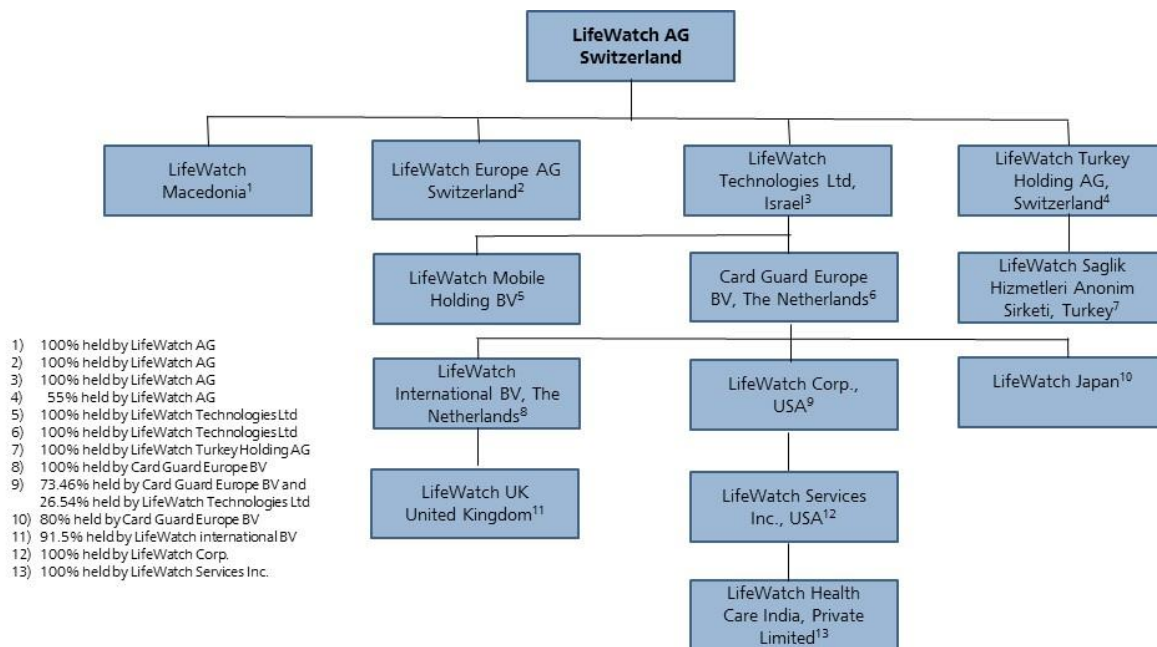 LifeWatch AG
Switzerland
LifeWatch
Macedonia¹
LifeWatch Europe AG
Switzerland²
LifeWatch
Technologies Ltd,
Israel³
LifeWatch Turkey
Holding AG,
Switzerland⁴
LifeWatch Mobile
Holding BV⁵
Card Guard Europe
BV, The Netherlands⁶
LifeWatch Saglik
Hizmetleri Anonim
Sirketi, Turkey⁷
LifeWatch
International BV, The
Netherlands⁸
LifeWatch Corp.,
USA⁹
LifeWatch Japan¹⁰
LifeWatch UK
United Kingdom¹¹
LifeWatch Services
Inc., USA¹²
LifeWatch Health
Care India, Private
Limited¹³
1) 100% held by LifeWatch AG
2) 100% held by LifeWatch AG
3) 100% held by LifeWatch AG
4) 55% held by LifeWatch AG
5) 100% held by LifeWatch Technologies Ltd
6) 100% held by LifeWatch Technologies Ltd
7) 100% held by LifeWatch Turkey Holding AG
8) 100% held by Card Guard Europe BV
9) 73.46% held by Card Guard Europe BV and
26.54% held by LifeWatch Technologies Ltd
10) 80% held by Card Guard Europe BV
11) 91.5% held by LifeWatch international BV
12) 100% held by LifeWatch Corp.
13) 100% held by LifeWatch Services Inc.